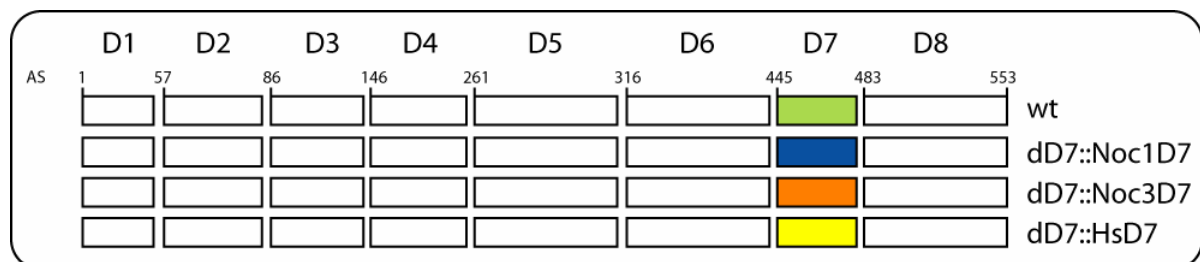 D1 D2 D3 D4 D5 D6 D7 D8
AS 1 57 86 146 261 316 445 483 553
wt
dD7::Noc1D7
dD7::Noc3D7
dD7::HsD7